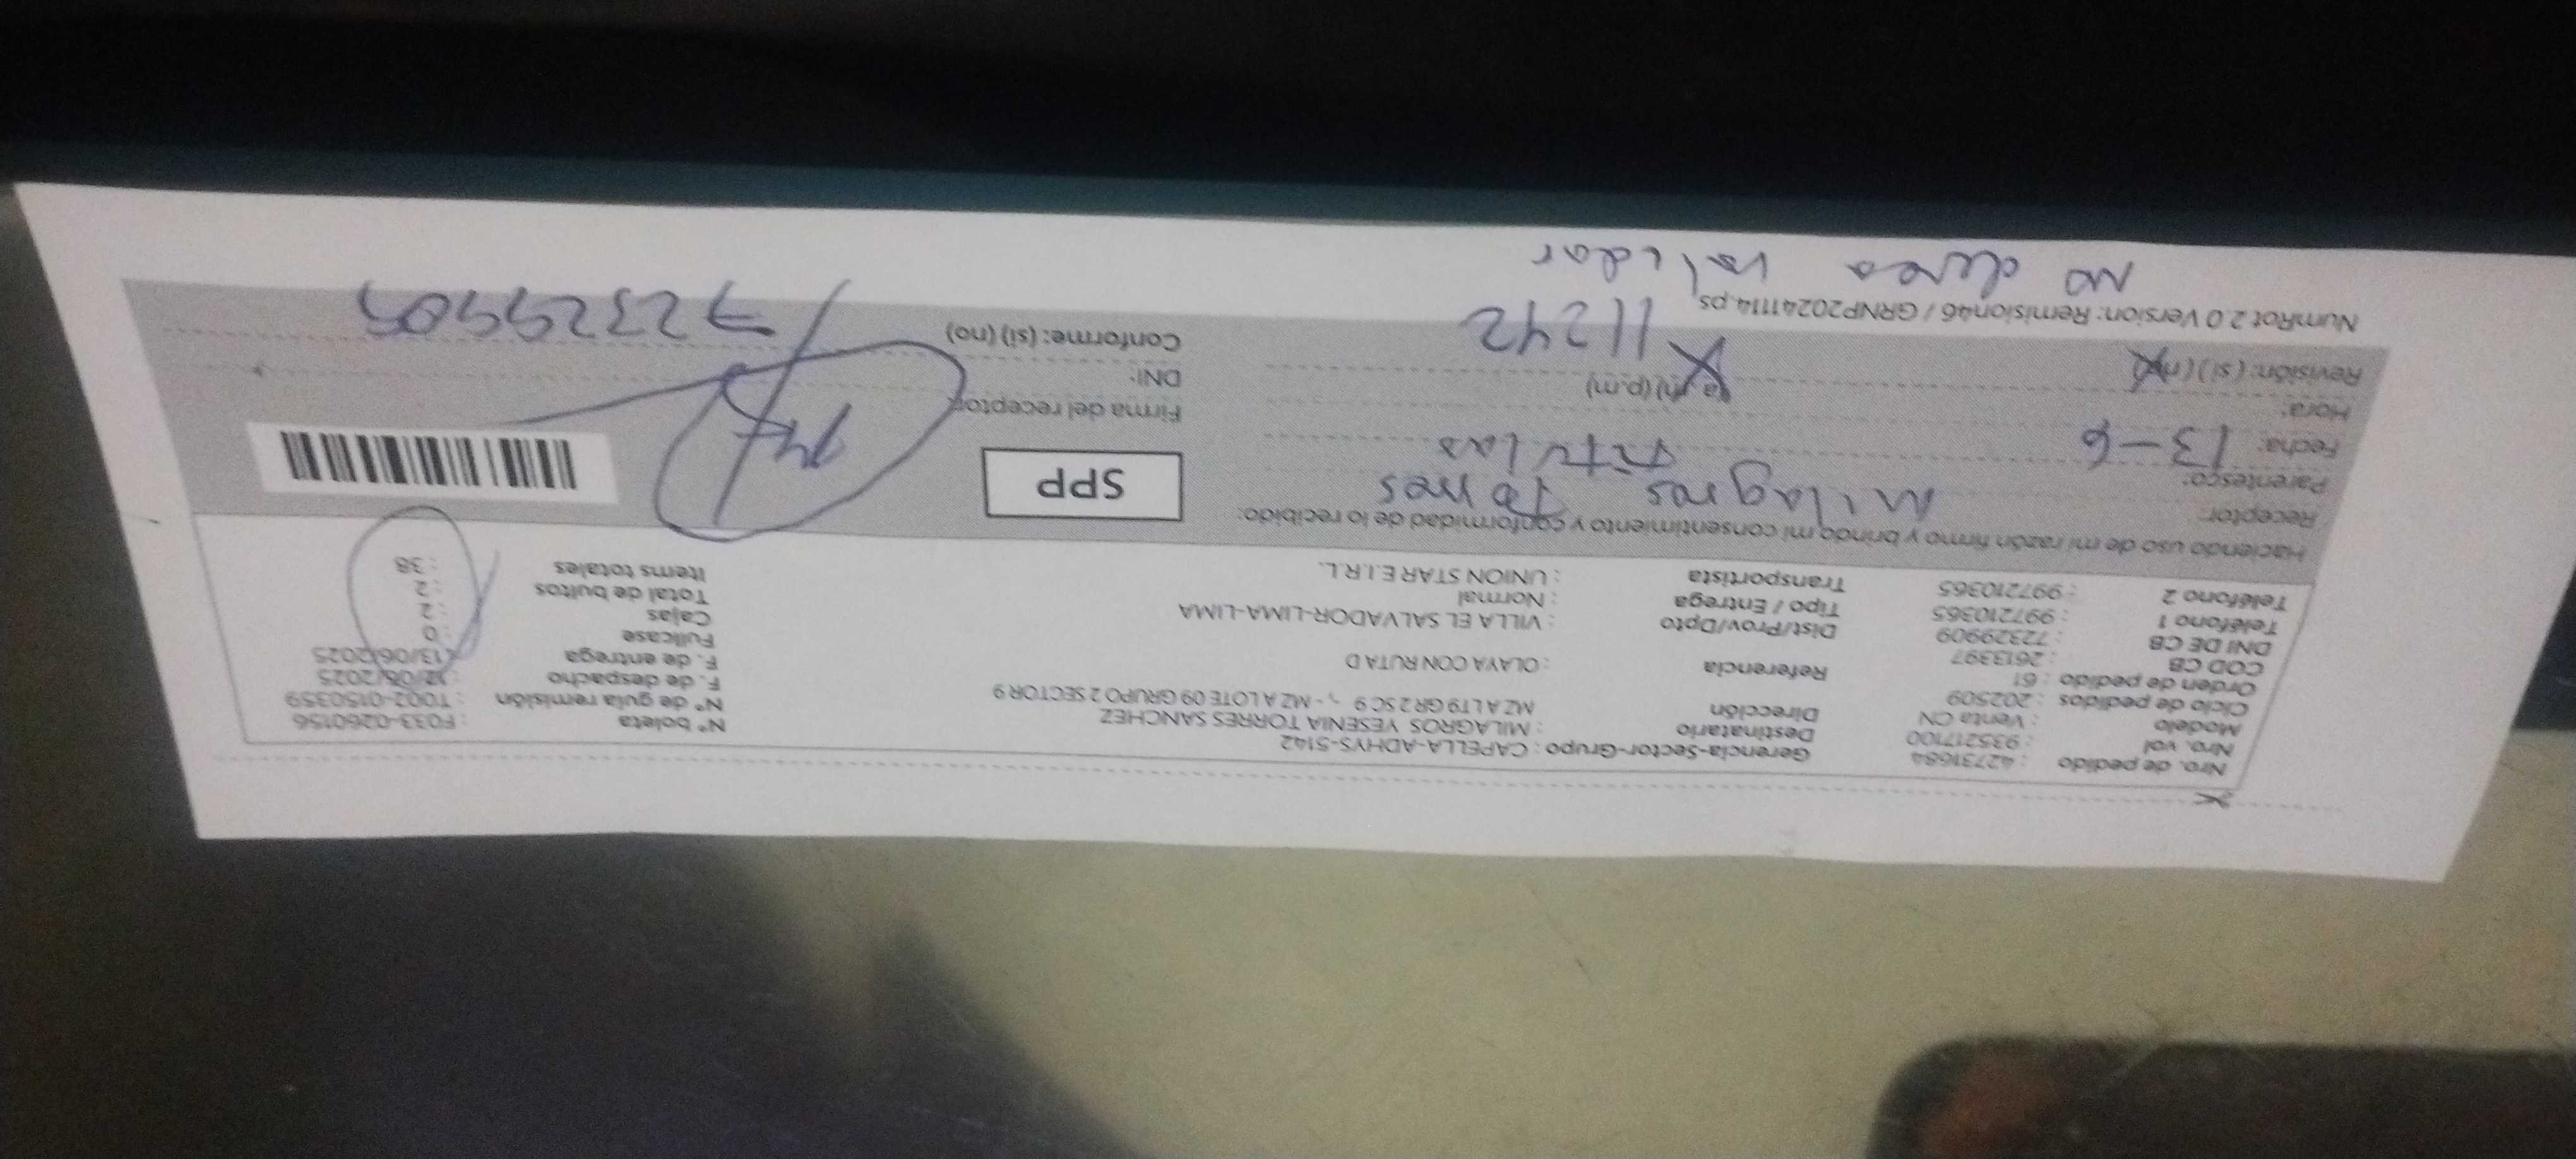 Nro. de pedido : 42731684
Nro. vol : 935217100
Modelo : Venta CN
Ciclo de pedidos : 202509
Orden de pedido : 61
COD CB : 2613397
DNI DE CB : 72329909
Teléfono 1 : 997210365
Teléfono 2 : 997210365
Gerencia-Sector-Grupo : CAPELLA-ADHYS-5142
Destinatario : MILAGROS YESENIA TORRES SANCHEZ
Dirección MZ A LT9 GR 2 SC 9 -, - MZ A LOTE 09 GRUPO 2 SECTOR 9
Referencia : OLAYA CON RUTA D
Dist/Prov/Dpto : VILLA EL SALVADOR-LIMA-LIMA
Tipo / Entrega : Normal
Transportista : UNION STAR E.I.R.L.
N° boleta : F033-0260156
N° de guía remisión : T002-0150359
F. de despacho : 12/06/2025
F. de entrega : 13/06/2025
Fullcase : 0
Cajas : 2
Total de bultos : 2
Items totales : 38
Haciendo uso de mi razón firmo y brindo mi consentimiento y conformidad de lo recibido:
Receptor: Milagros Torres
Parentesco: Titular
Fecha: 13-6
Hora: 11242 (a.m) (p.m)
Revisión: (si) (no)
SPP
Firma del receptor:
DNI: 72329909
Conforme: (si) (no)
NumRot 2.0 Version: Remision46 / GRNP20241114.ps
No desea validar